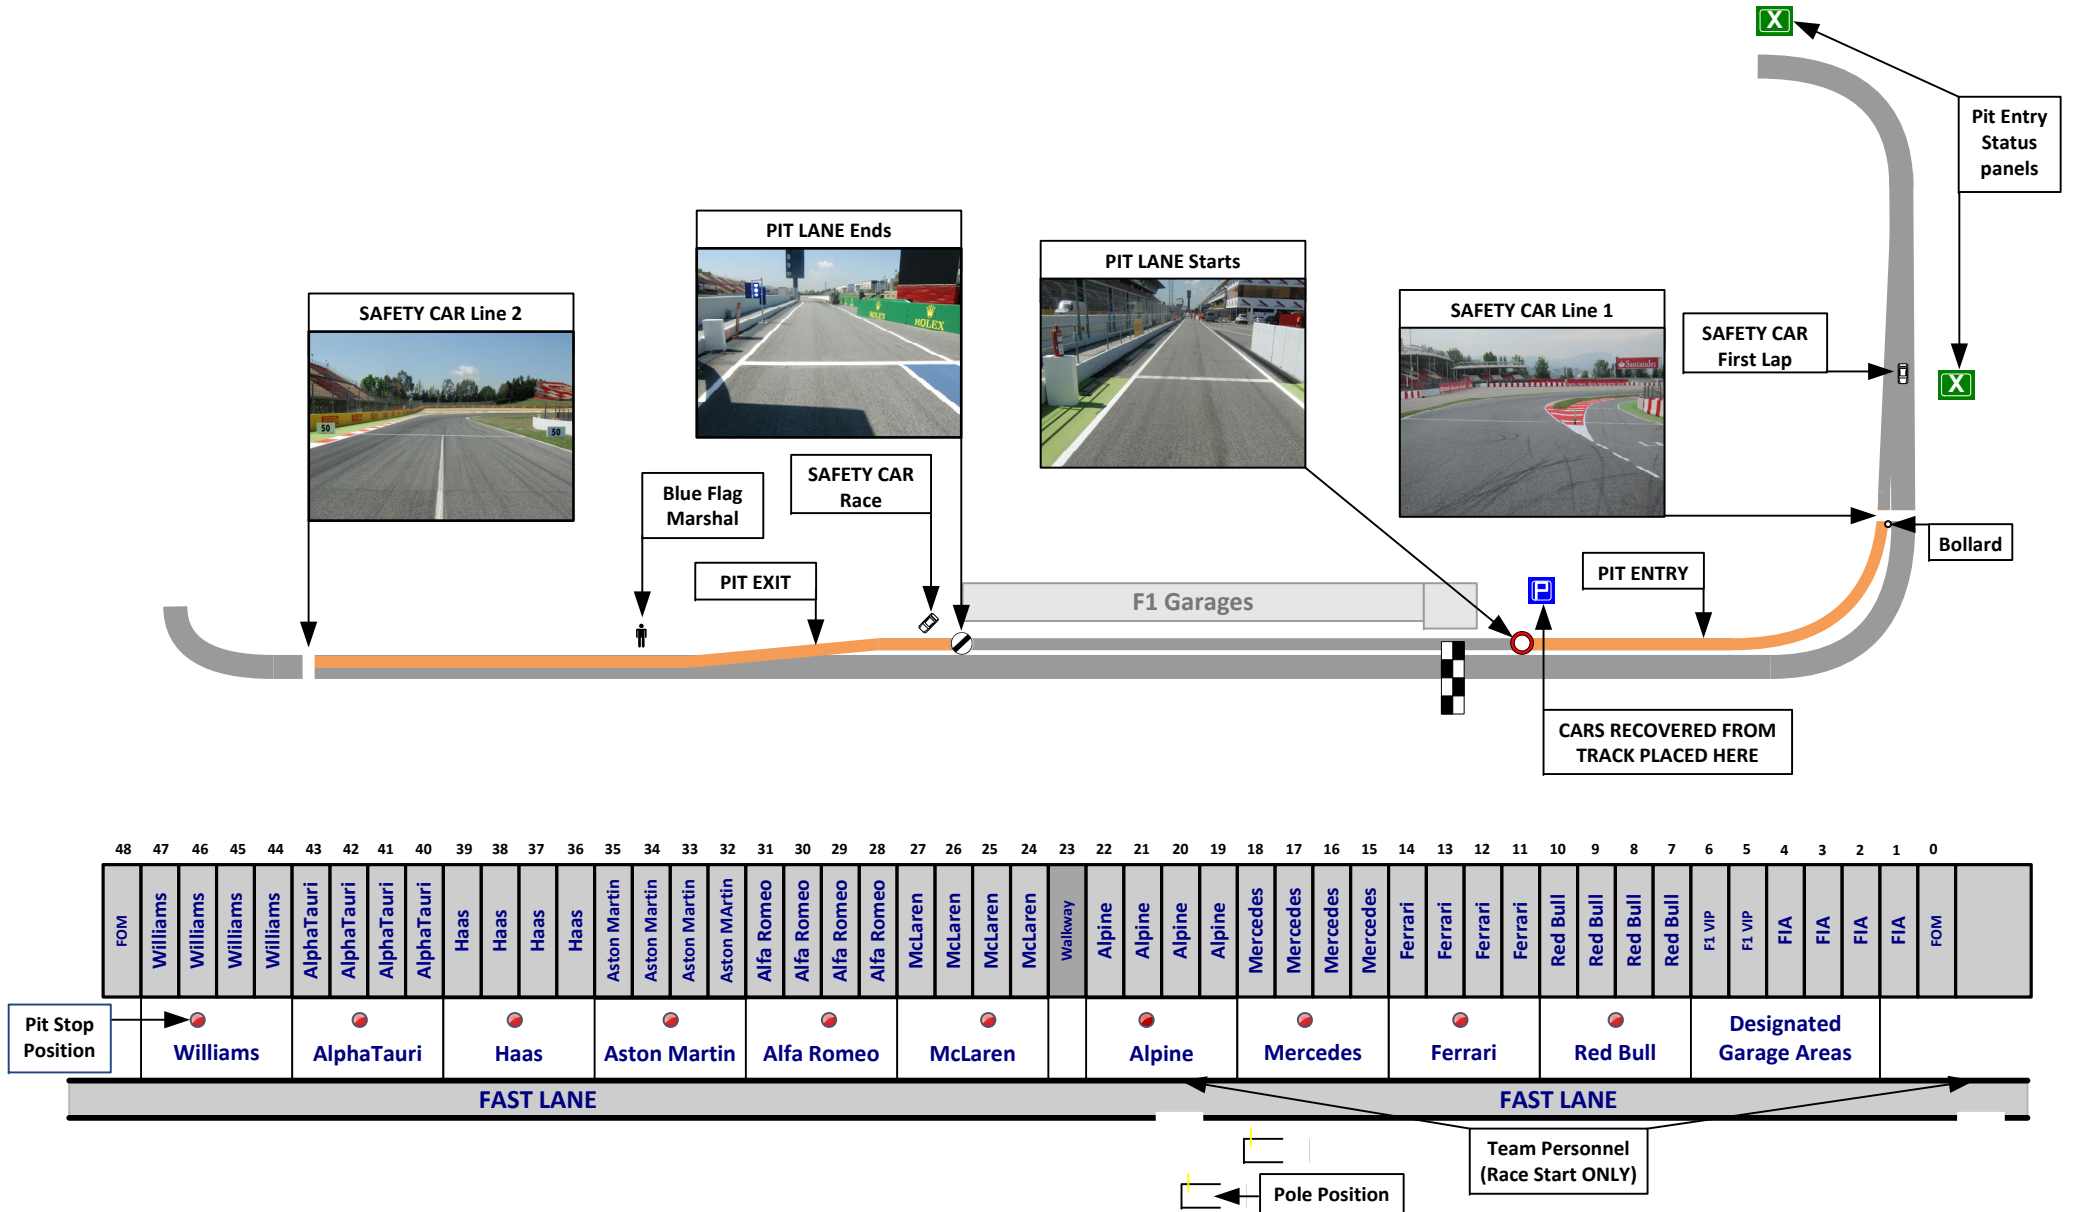 X
Pit Entry
Status
panels
PIT LANE Ends
ROLEX
ROLEX
PIT LANE Starts
SAFETY CAR Line 2
50
50
SAFETY CAR Line 1
Santander
SAFETY CAR
First Lap
X
Blue Flag
Marshal
SAFETY CAR
Race
PIT EXIT
F1 Garages
P
PIT ENTRY
Bollard
CARS RECOVERED FROM
TRACK PLACED HERE
48 47 46 45 44 43 42 41 40 39 38 37 36 35 34 33 32 31 30 29 28 27 26 25 24 23 22 21 20 19 18 17 16 15 14 13 12 11 10 9 8 7 6 5 4 3 2 1 0
FOM
Williams
Williams
Williams
Williams
AlphaTauri
AlphaTauri
AlphaTauri
AlphaTauri
Haas
Haas
Haas
Haas
Aston Martin
Aston Martin
Aston Martin
Aston MArtin
Alfa Romeo
Alfa Romeo
Alfa Romeo
Alfa Romeo
McLaren
McLaren
McLaren
McLaren
Walkway
Alpine
Alpine
Alpine
Alpine
Mercedes
Mercedes
Mercedes
Mercedes
Ferrari
Ferrari
Ferrari
Ferrari
Red Bull
Red Bull
Red Bull
Red Bull
F1 VIP
F1 VIP
FIA
FIA
FIA
FIA
FOM
Pit Stop
Position
Williams
AlphaTauri
Haas
Aston Martin
Alfa Romeo
McLaren
Alpine
Mercedes
Ferrari
Red Bull
Designated
Garage Areas
FAST LANE
FAST LANE
Team Personnel
(Race Start ONLY)
Pole Position